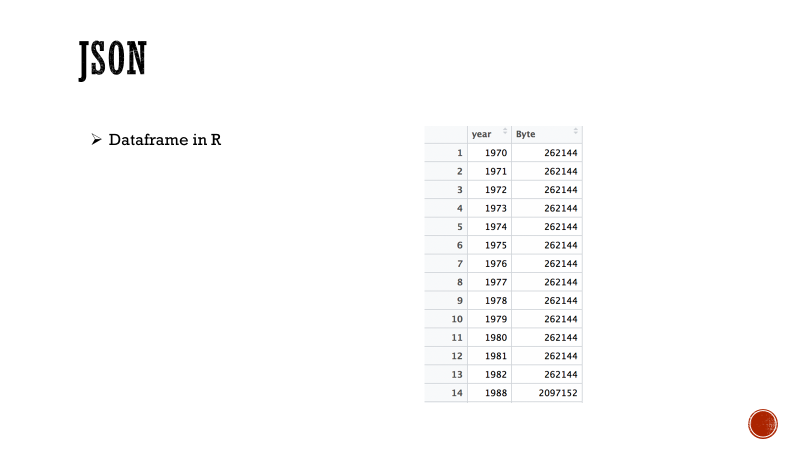 JSON
➢ Dataframe in R
year Byte
1 1970 262144
2 1971 262144
3 1972 262144
4 1973 262144
5 1974 262144
6 1975 262144
7 1976 262144
8 1977 262144
9 1978 262144
10 1979 262144
11 1980 262144
12 1981 262144
13 1982 262144
14 1988 2097152